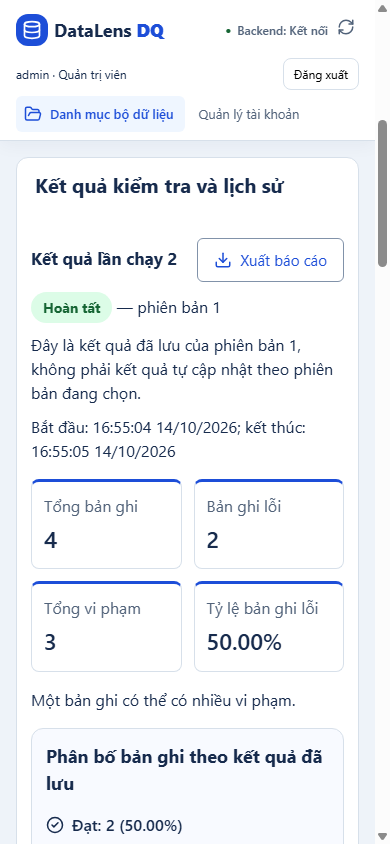 DataLens DQ
Backend: Kết nối
admin · Quản trị viên
Đăng xuất
Danh mục bộ dữ liệu
Quản lý tài khoản
Kết quả kiểm tra và lịch sử
Kết quả lần chạy 2
Xuất báo cáo
Hoàn tất — phiên bản 1
Đây là kết quả đã lưu của phiên bản 1,
không phải kết quả tự cập nhật theo phiên
bản đang chọn.
Bắt đầu: 16:55:04 14/10/2026; kết thúc:
16:55:05 14/10/2026
Tổng bản ghi
4
Bản ghi lỗi
2
Tổng vi phạm
3
Tỷ lệ bản ghi lỗi
50.00%
Một bản ghi có thể có nhiều vi phạm.
Phân bố bản ghi theo kết quả đã
lưu
Đạt: 2 (50.00%)